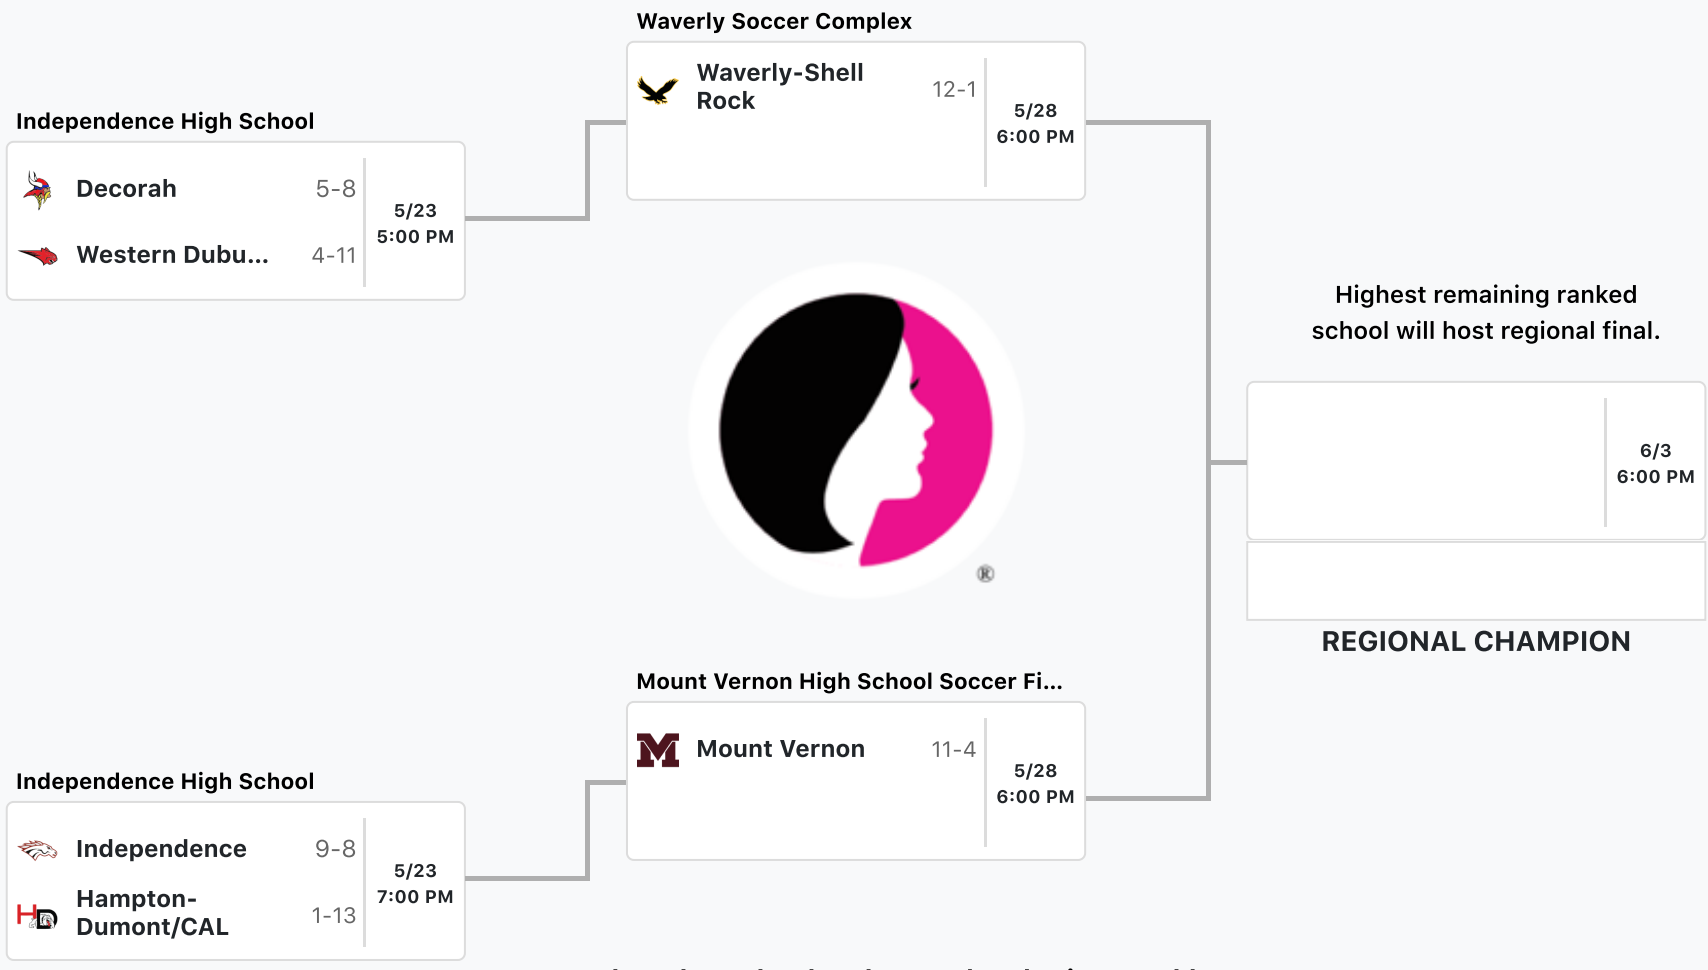 Waverly Soccer Complex
Waverly-Shell
Rock
12-1
5/28
6:00 PM
Independence High School
Decorah
5-8
Western Dubu...
4-11
5/23
5:00 PM
Highest remaining ranked
school will host regional final.
®
6/3
6:00 PM
REGIONAL CHAMPION
Mount Vernon High School Soccer Fi...
M
Mount Vernon
11-4
5/28
6:00 PM
Independence High School
Independence
9-8
HD
Hampton-
Dumont/CAL
1-13
5/23
7:00 PM